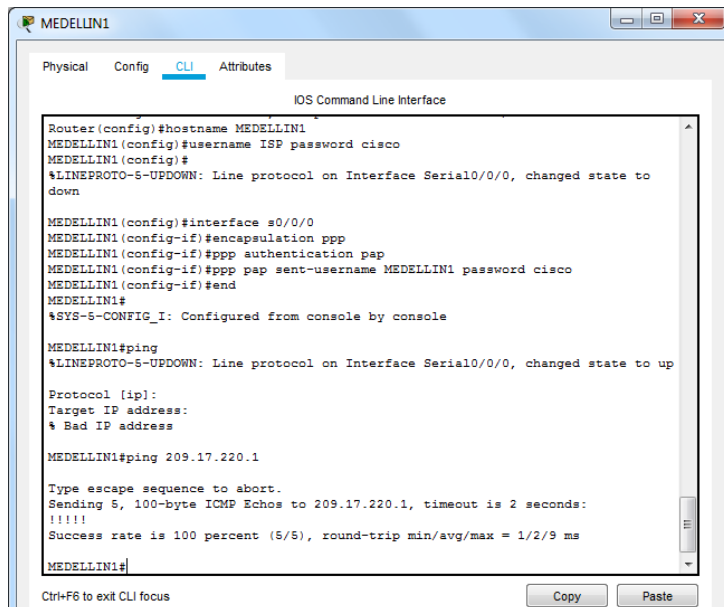 MEDELLIN1
Physical Config CLI Attributes
IOS Command Line Interface
Router(config)#hostname MEDELLIN1
MEDELLIN1(config)#username ISP password cisco
MEDELLIN1(config)#
%LINEPROTO-5-UPDOWN: Line protocol on Interface Serial0/0/0, changed state to
down
MEDELLIN1(config)#interface s0/0/0
MEDELLIN1(config-if)#encapsulation ppp
MEDELLIN1(config-if)#ppp authentication pap
MEDELLIN1(config-if)#ppp pap sent-username MEDELLIN1 password cisco
MEDELLIN1(config-if)#end
MEDELLIN1#
%SYS-5-CONFIG_I: Configured from console by console
MEDELLIN1#ping
%LINEPROTO-5-UPDOWN: Line protocol on Interface Serial0/0/0, changed state to up
Protocol [ip]:
Target IP address:
% Bad IP address
MEDELLIN1#ping 209.17.220.1
Type escape sequence to abort.
Sending 5, 100-byte ICMP Echos to 209.17.220.1, timeout is 2 seconds:
!!!!!
Success rate is 100 percent (5/5), round-trip min/avg/max = 1/2/9 ms
MEDELLIN1#
Ctrl+F6 to exit CLI focus Copy Paste